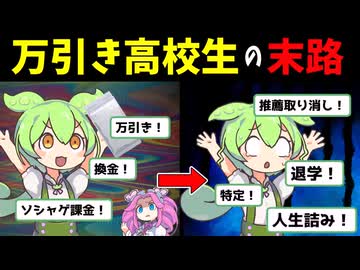 万引き高校生の末路
万引き！
換金！
ソシャゲ課金！
推薦取り消し！
退学！
特定！
人生詰み！